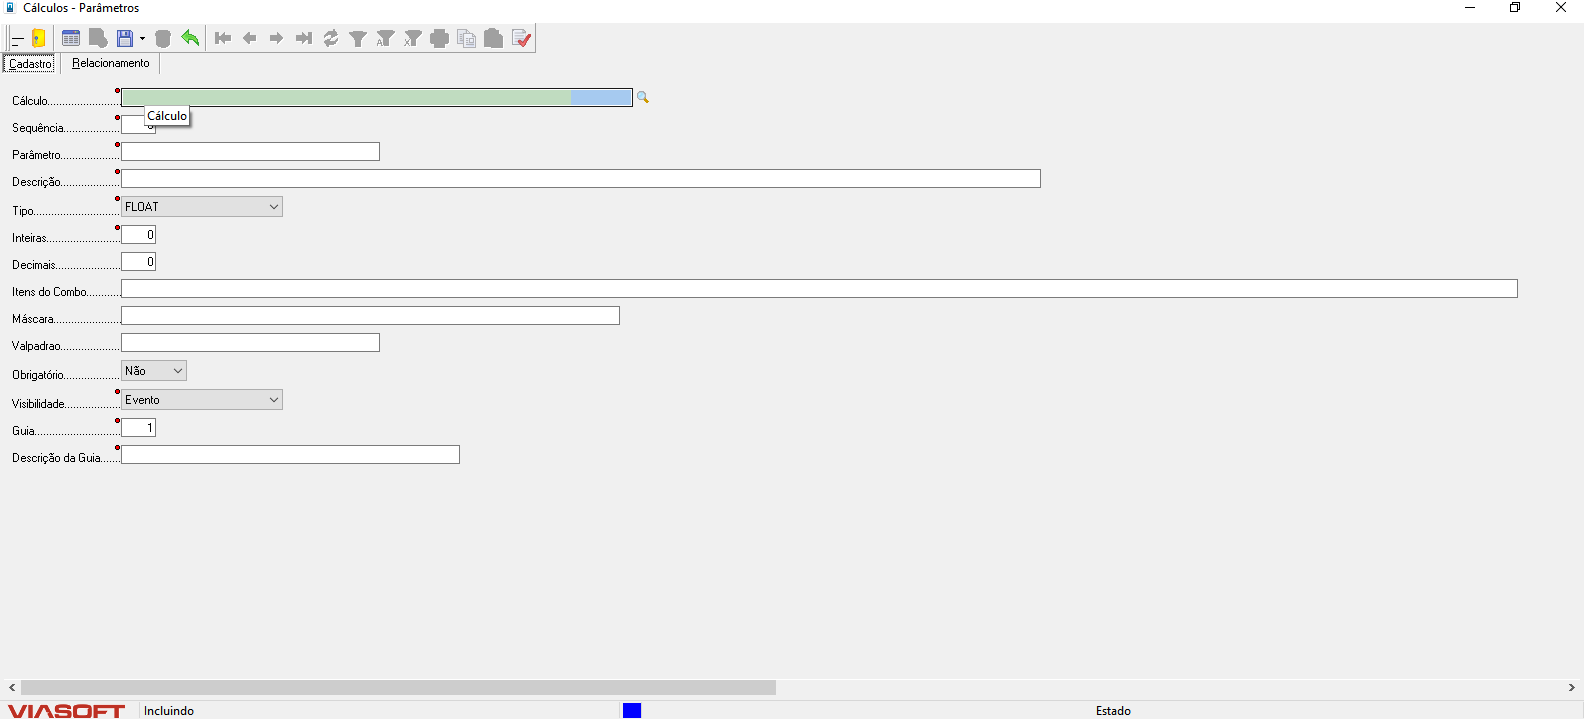 Cálculos - Parâmetros
Cadastro Relacionamento
Cálculo
Cálculo
Sequência
Parâmetro
Descrição
Tipo FLOAT
Inteiras 0
Decimais 0
Itens do Combo
Máscara
Valpadrao
Obrigatório Não
Visibilidade Evento
Guia 1
Descrição da Guia
VIASOFT Incluindo Estado